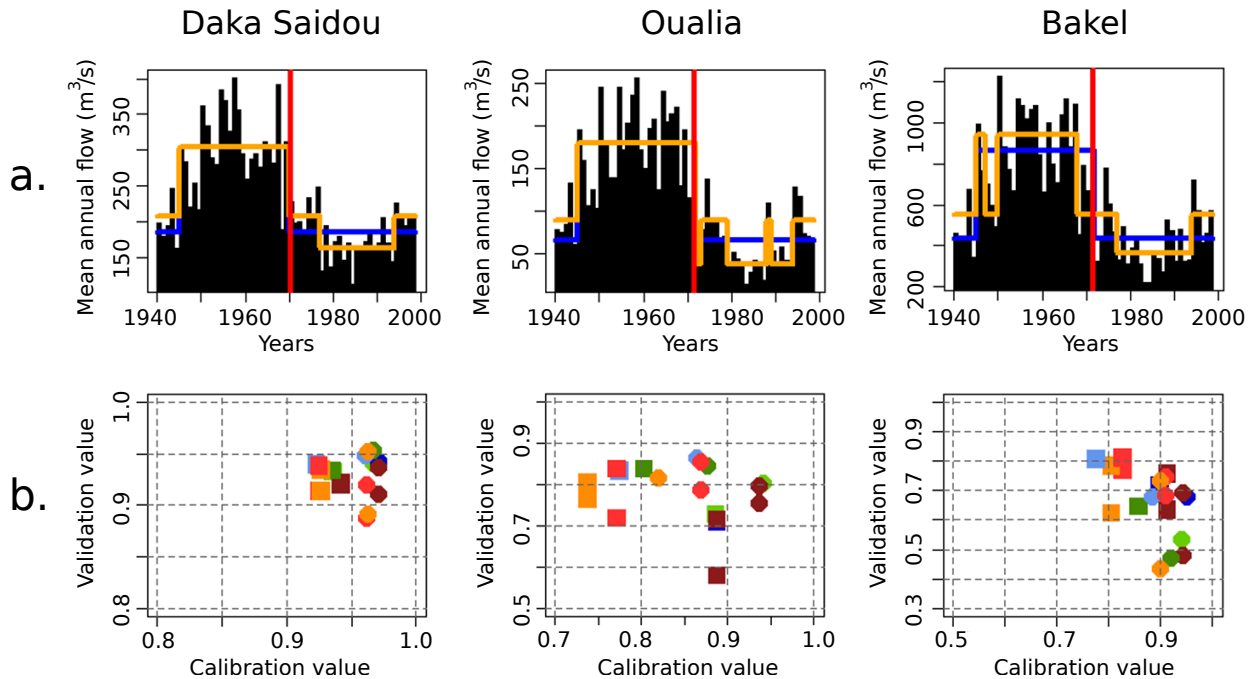 Daka Saidou
Oualia
Bakel
a.
Mean annual flow (m³/s)
150
250
350
1940
1960
1980
2000
Years
Mean annual flow (m³/s)
50
150
250
1940
1960
1980
2000
Years
Mean annual flow (m³/s)
200
600
1000
1940
1960
1980
2000
Years
b.
Validation value
0.8
0.9
1.0
0.8
0.9
1.0
Calibration value
Validation value
0.5
0.7
0.9
0.7
0.8
0.9
1.0
Calibration value
Validation value
0.3
0.5
0.7
0.9
0.5
0.7
0.9
Calibration value